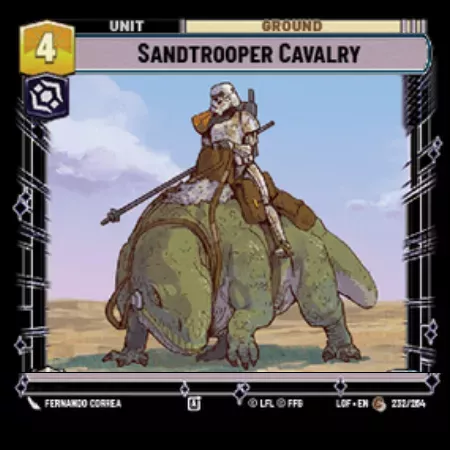 UNIT GROUND
4 SANDTROOPER CAVALRY
FERNANDO CORREA © LFL © FFG LOF • EN 232/264